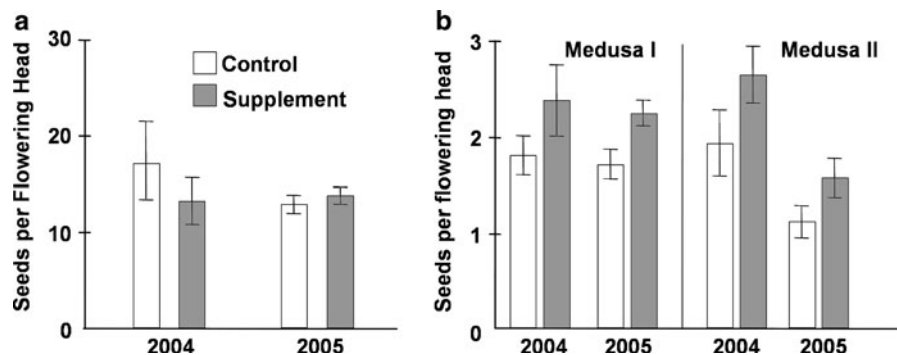 a
Seeds per Flowering Head
30
20
10
0
Control
Supplement
2004 2005
b
Seeds per flowering head
3
2
1
0
Medusa I Medusa II
2004 2005 2004 2005